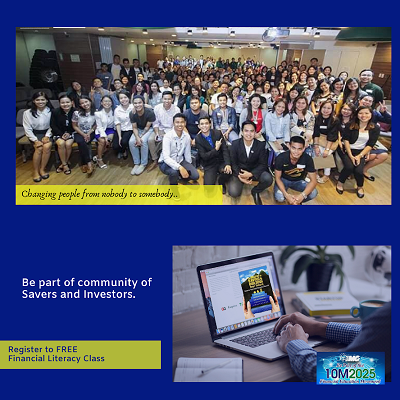 Changing people from nobody to somebody..
Be part of community of
Savers and Investors.
Register to FREE
Financial Literacy Class
IMG
10M2025